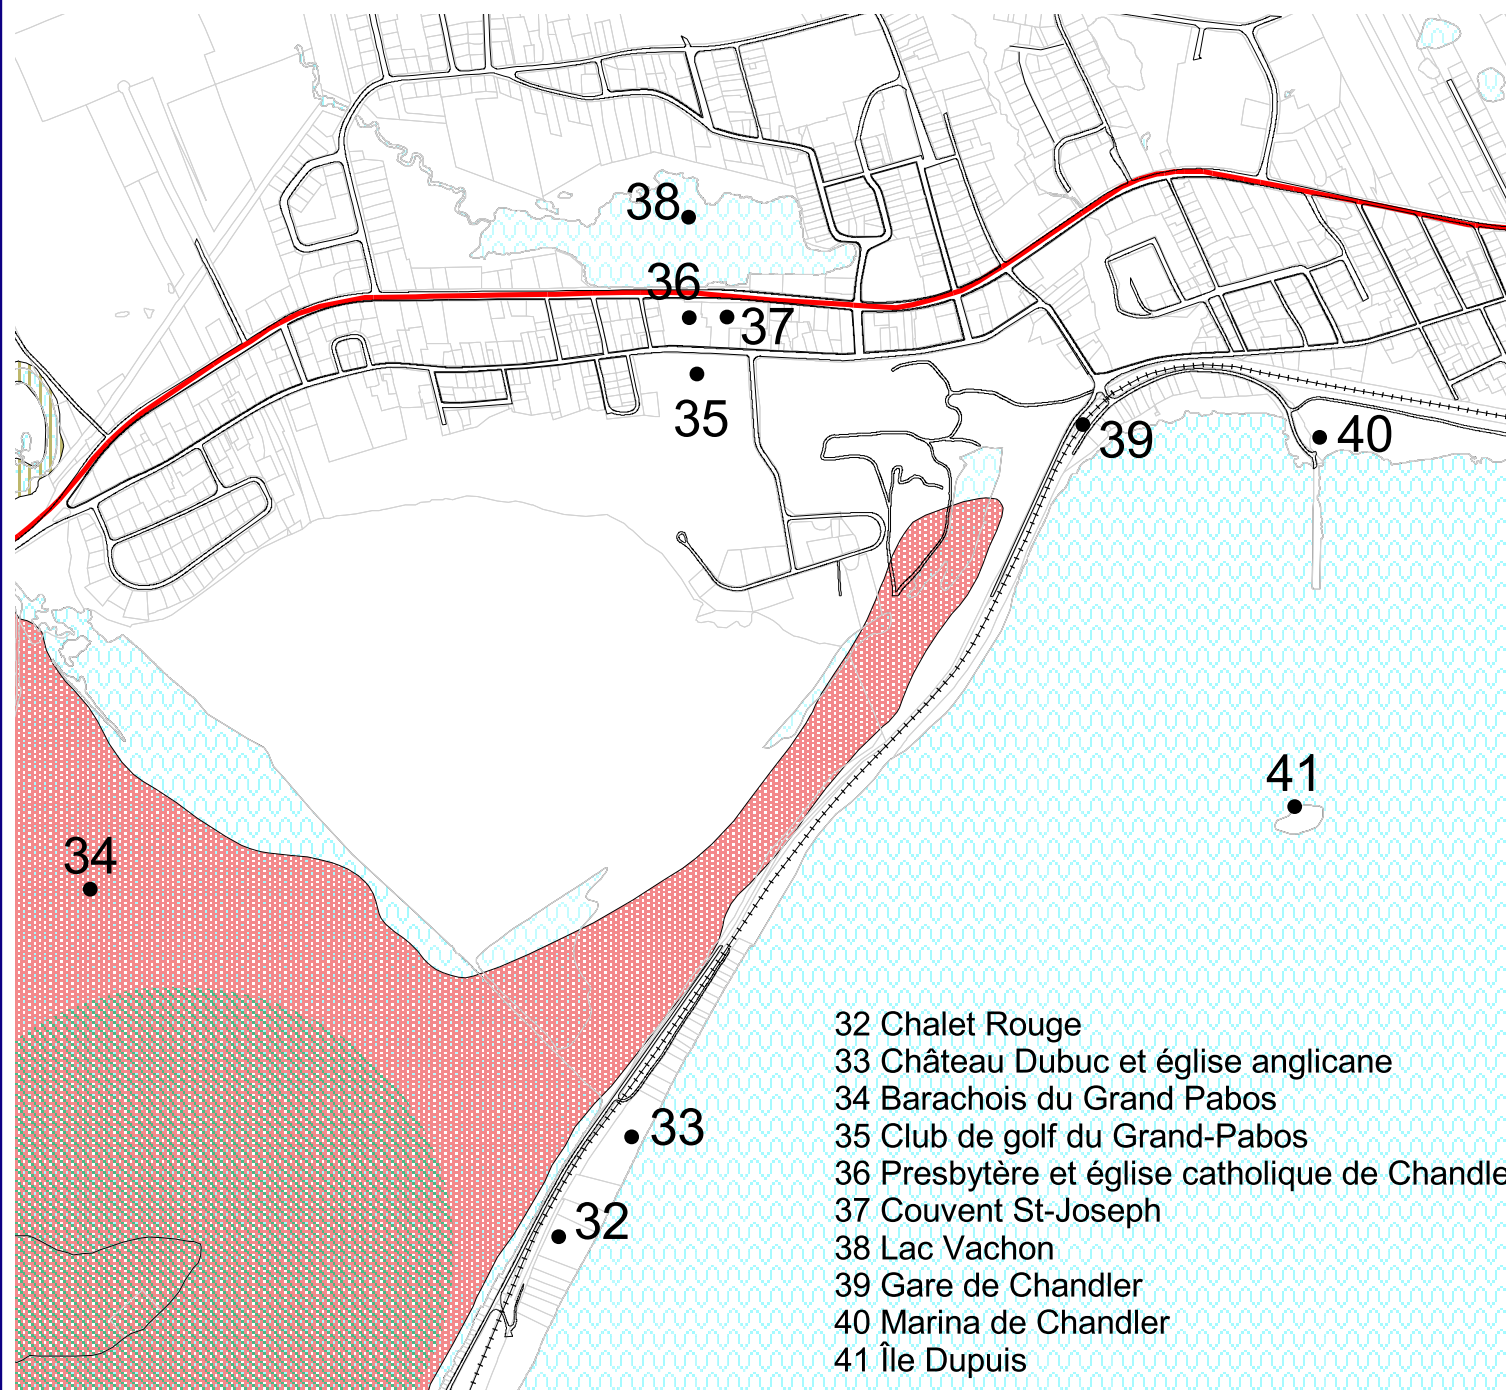 38
36
37
35
39
40
41
34
33
32
32 Chalet Rouge
33 Château Dubuc et église anglicane
34 Barachois du Grand Pabos
35 Club de golf du Grand-Pabos
36 Presbytère et église catholique de Chandle
37 Couvent St-Joseph
38 Lac Vachon
39 Gare de Chandler
40 Marina de Chandler
41 Île Dupuis